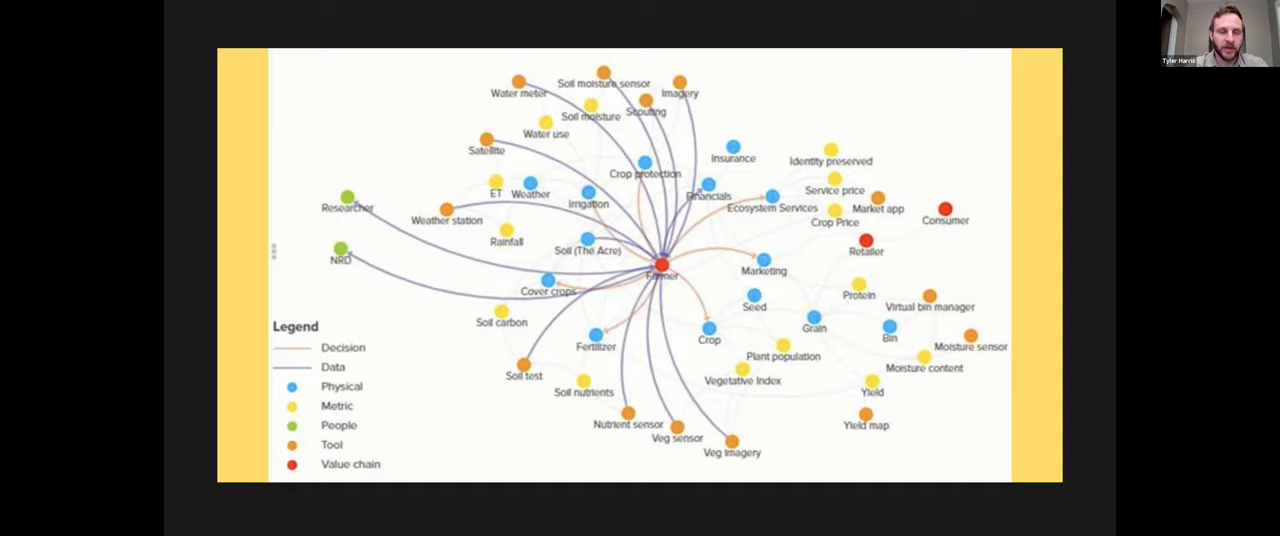 Tyler Harris
Water meter
Soil moisture sensor
Imagery
Scouting
Soil moisture
Water use
Satellite
Crop protection
Insurance
Identity preserved
ET
Weather
Irrigation
Financials
Ecosystem Services
Service price
Market app
Crop Price
Consumer
Researcher
Weather station
Rainfall
Soil (The Acre)
Retailer
NRD
Farmer
Marketing
Cover crops
Seed
Protein
Virtual bin manager
Soil carbon
Fertilizer
Crop
Grain
Bin
Moisture sensor
Plant population
Moisture content
Soil test
Soil nutrients
Vegetative Index
Yield
Nutrient sensor
Veg sensor
Veg Imagery
Yield map
Legend
Decision
Data
Physical
Metric
People
Tool
Value chain